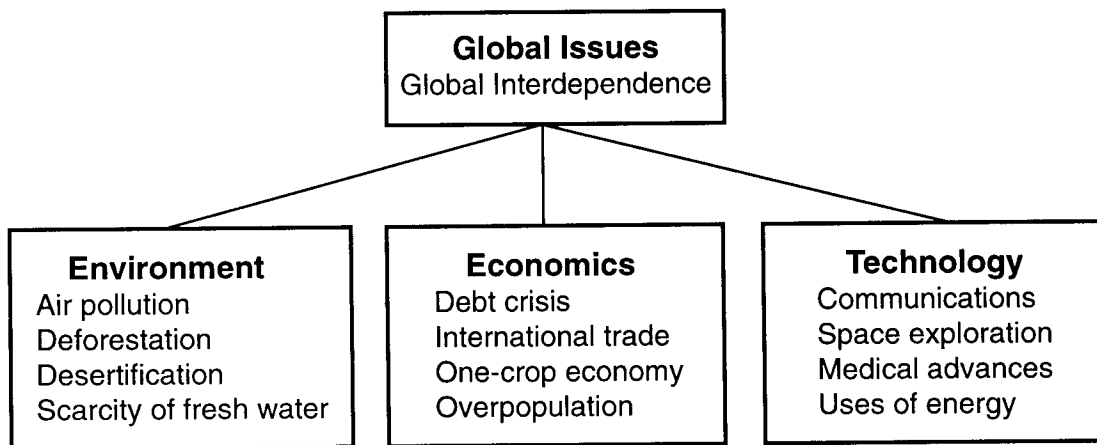 Global Issues
Global Interdependence
Environment
Air pollution
Deforestation
Desertification
Scarcity of fresh water
Economics
Debt crisis
International trade
One-crop economy
Overpopulation
Technology
Communications
Space exploration
Medical advances
Uses of energy